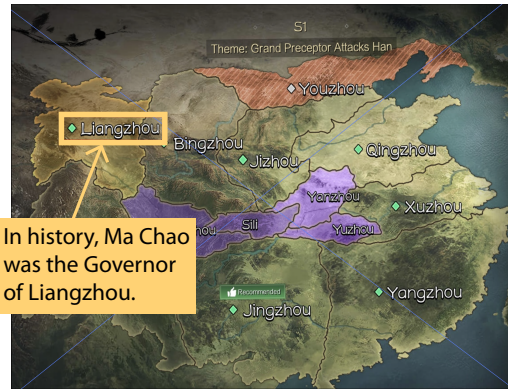 S1
Theme: Grand Preceptor Attacks Han
Youzhou
Liangzhou
Bingzhou
Jizhou
Qingzhou
Yanzhou
Xuzhou
Sili
Yuzhou
hou
In history, Ma Chao
was the Governor
of Liangzhou.
Recommended
Jingzhou
Yangzhou